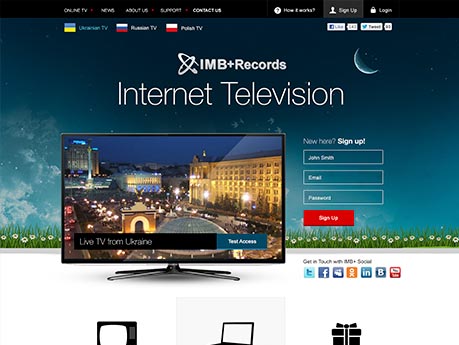 ONLINE TV NEWS ABOUT US SUPPORT CONTACT US How it works? Sign Up Login
Ukrainian TV Russian TV Polish TV Like Tweet
IMB+Records
Internet Television
New here? Sign up!
John Smith
Email
Password
Sign Up
Live TV from Ukraine Test Access
Get in Touch with IMB+ Social